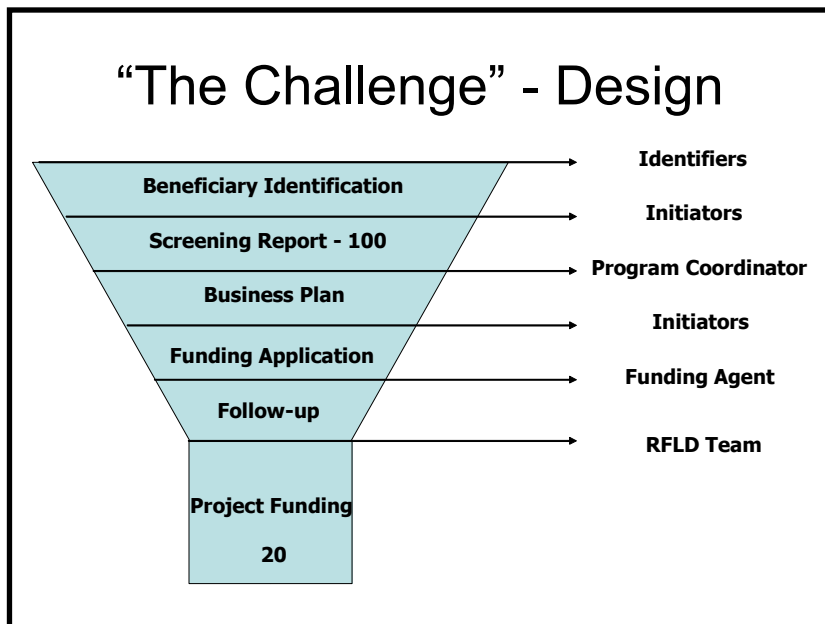 “The Challenge” - Design
Identifiers
Beneficiary Identification
Initiators
Screening Report - 100
Program Coordinator
Business Plan
Initiators
Funding Application
Funding Agent
Follow-up
RFLD Team
Project Funding
20